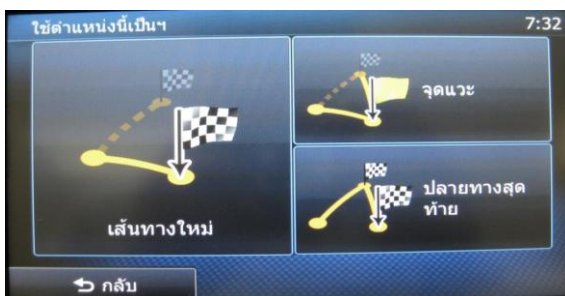 ใช้ตำแหน่งนี้เป็นฯ
7:32
เส้นทางใหม่
จุดแวะ
ปลายทางสุด
ท้าย
กลับ